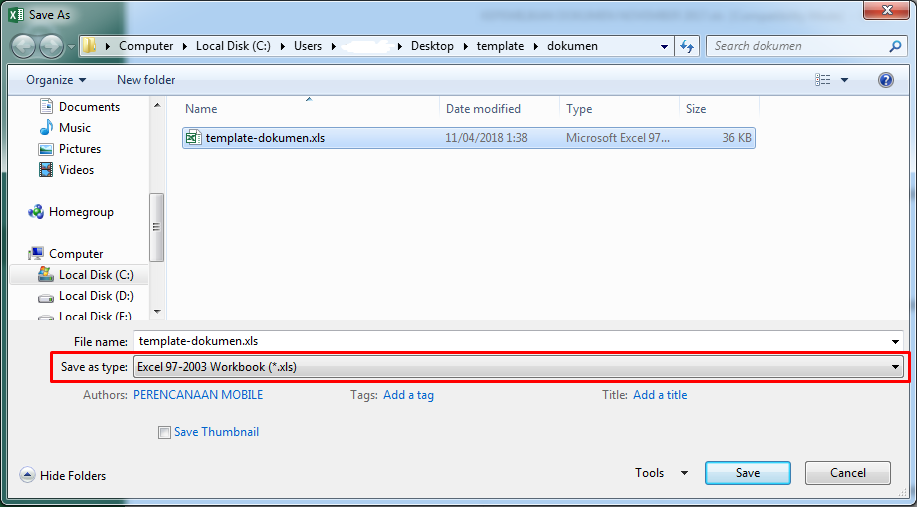 Save As
Computer Local Disk (C:) Users Desktop template dokumen
Search dokumen
Organize New folder
Documents
Music
Pictures
Videos
Homegroup
Computer
Local Disk (C:)
Local Disk (D:)
Local Disk (E:)
Name Date modified Type Size
template-dokumen.xls 11/04/2018 1:38 Microsoft Excel 97... 36 KB
File name: template-dokumen.xls
Save as type: Excel 97-2003 Workbook (*.xls)
Authors: PERENCANAAN MOBILE Tags: Add a tag Title: Add a title
Save Thumbnail
Hide Folders Tools Save Cancel